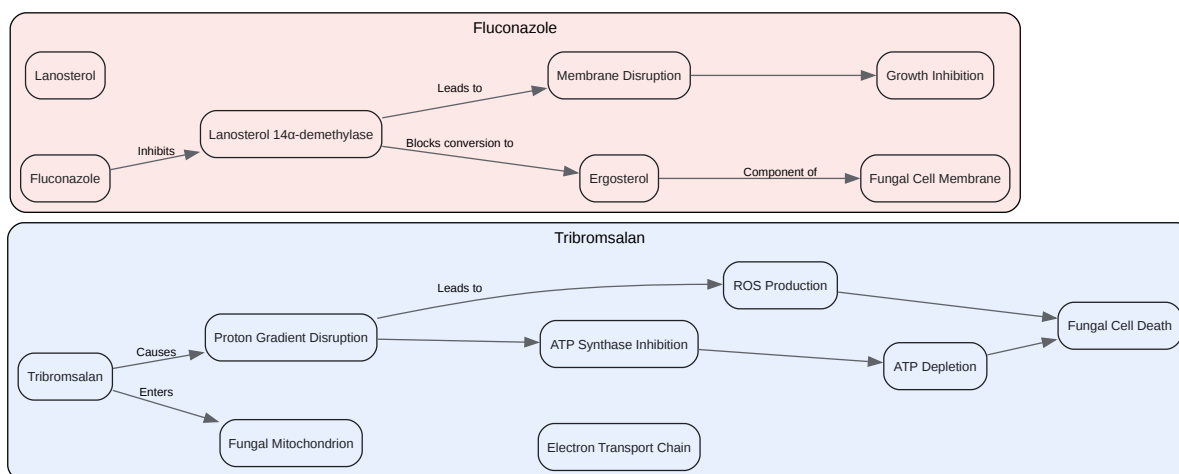 Fluconazole
Lanosterol
Membrane Disruption
Growth Inhibition
Leads to
Lanosterol 14α-demethylase
Blocks conversion to
Inhibits
Fluconazole
Ergosterol
Component of
Fungal Cell Membrane
Tribromsalan
Leads to
ROS Production
Proton Gradient Disruption
ATP Synthase Inhibition
Fungal Cell Death
Causes
ATP Depletion
Tribromsalan
Enters
Fungal Mitochondrion
Electron Transport Chain